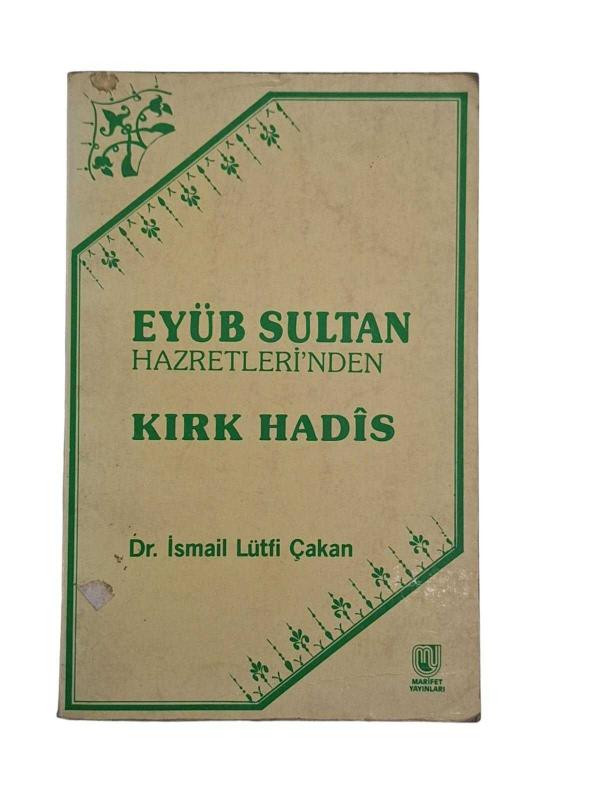 EYÜB SULTAN
HAZRETLERİ'NDEN
KIRK HADÎS
Dr. İsmail Lütfi Çakan
MARİFET
YAYINLARI